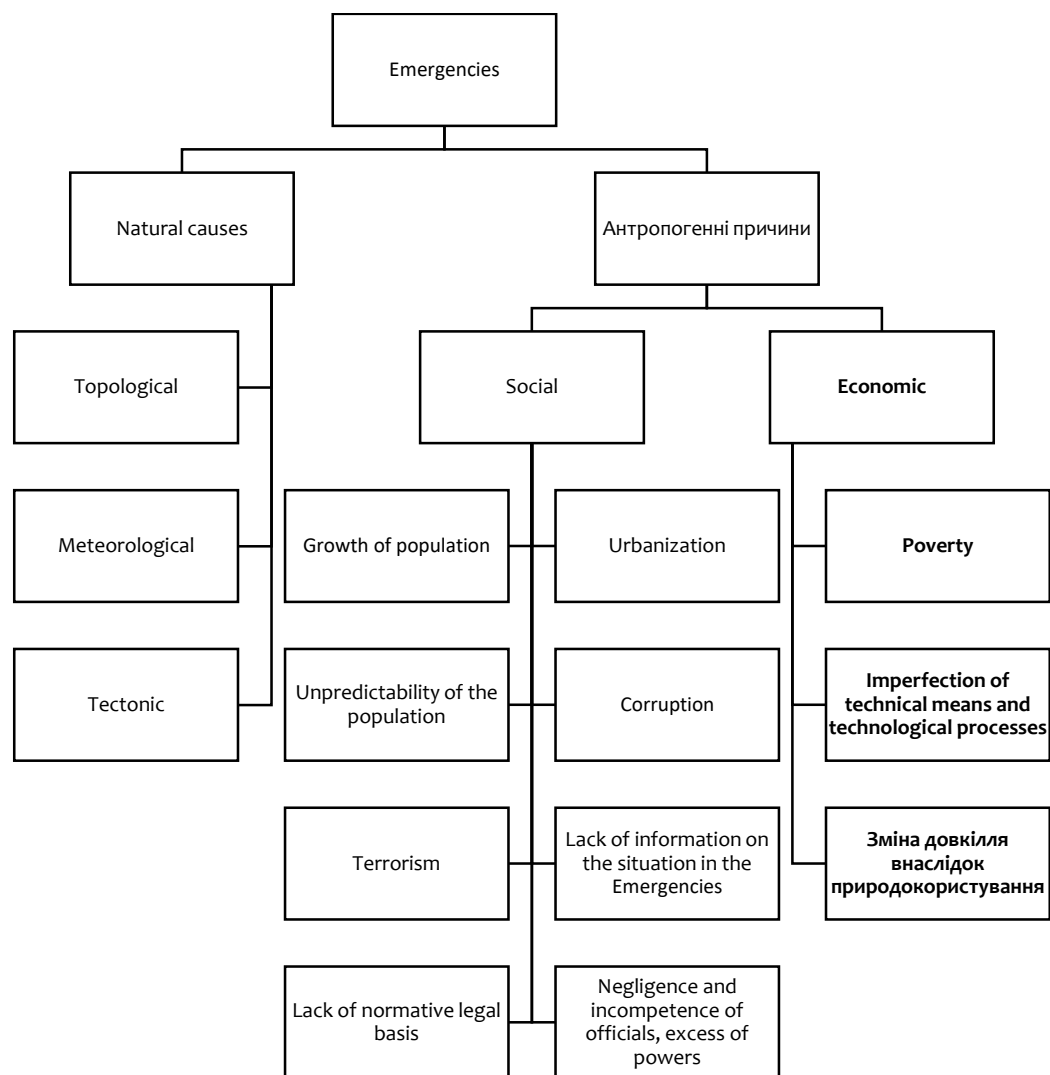 Emergencies
Natural causes
Антропогенні причини
Topological
Social
Economic
Meteorological
Growth of population
Urbanization
Poverty
Tectonic
Unpredictability of the
population
Corruption
Imperfection of
technical means and
technological processes
Terrorism
Lack of information on
the situation in the
Emergencies
Зміна довкілля
внаслідок
природокористування
Lack of normative legal
basis
Negligence and
incompetence of
officials, excess of
powers